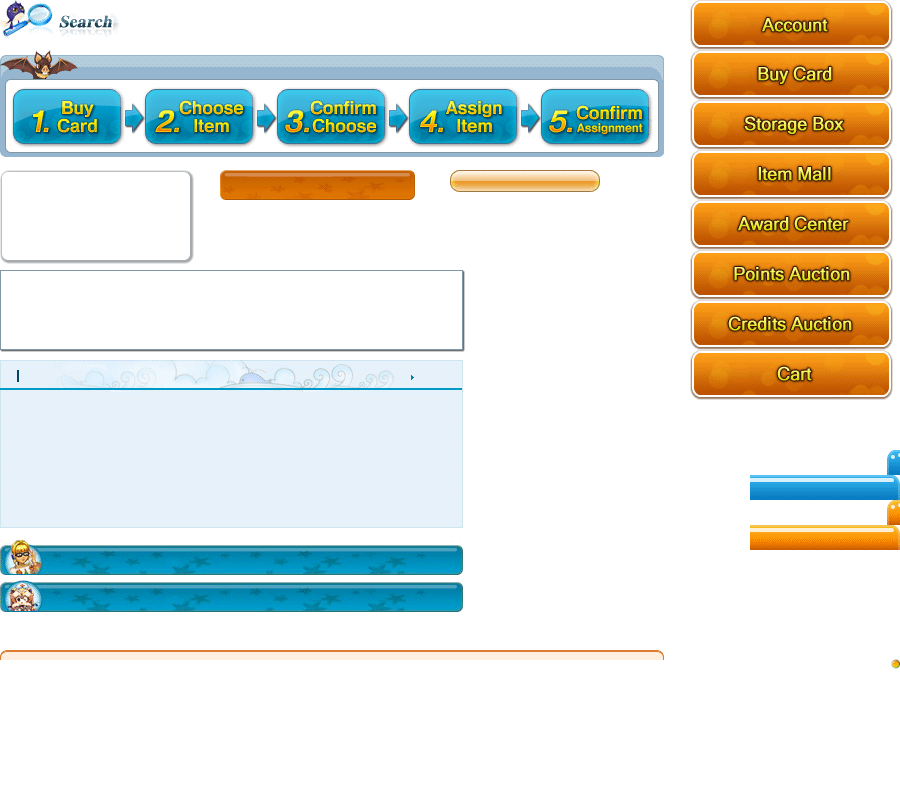 Search
1. Buy Card
2. Choose Item
3. Confirm Choose
4. Assign Item
5. Confirm Assignment
Account
Buy Card
Storage Box
Item Mall
Award Center
Points Auction
Credits Auction
Cart